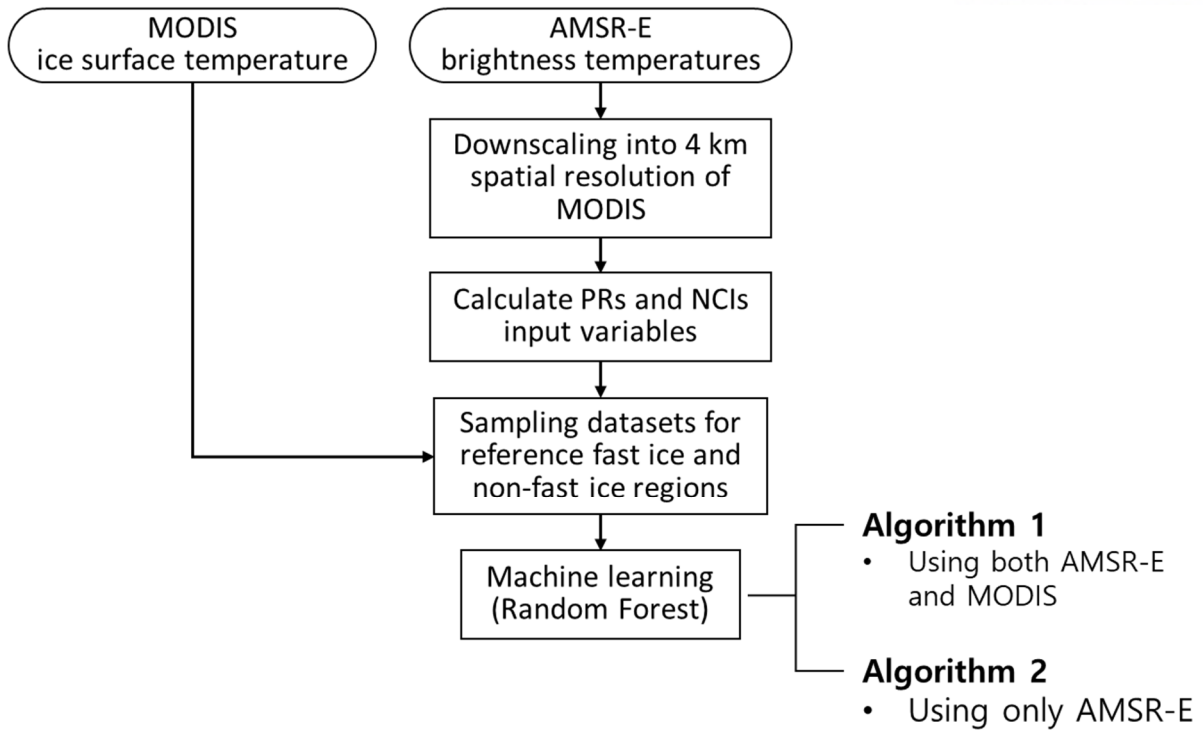 MODIS
ice surface temperature
AMSR-E
brightness temperatures
Downscaling into 4 km
spatial resolution of
MODIS
Calculate PRs and NCIs
input variables
Sampling datasets for
reference fast ice and
non-fast ice regions
Machine learning
(Random Forest)
Algorithm 1
• Using both AMSR-E
and MODIS
Algorithm 2
• Using only AMSR-E